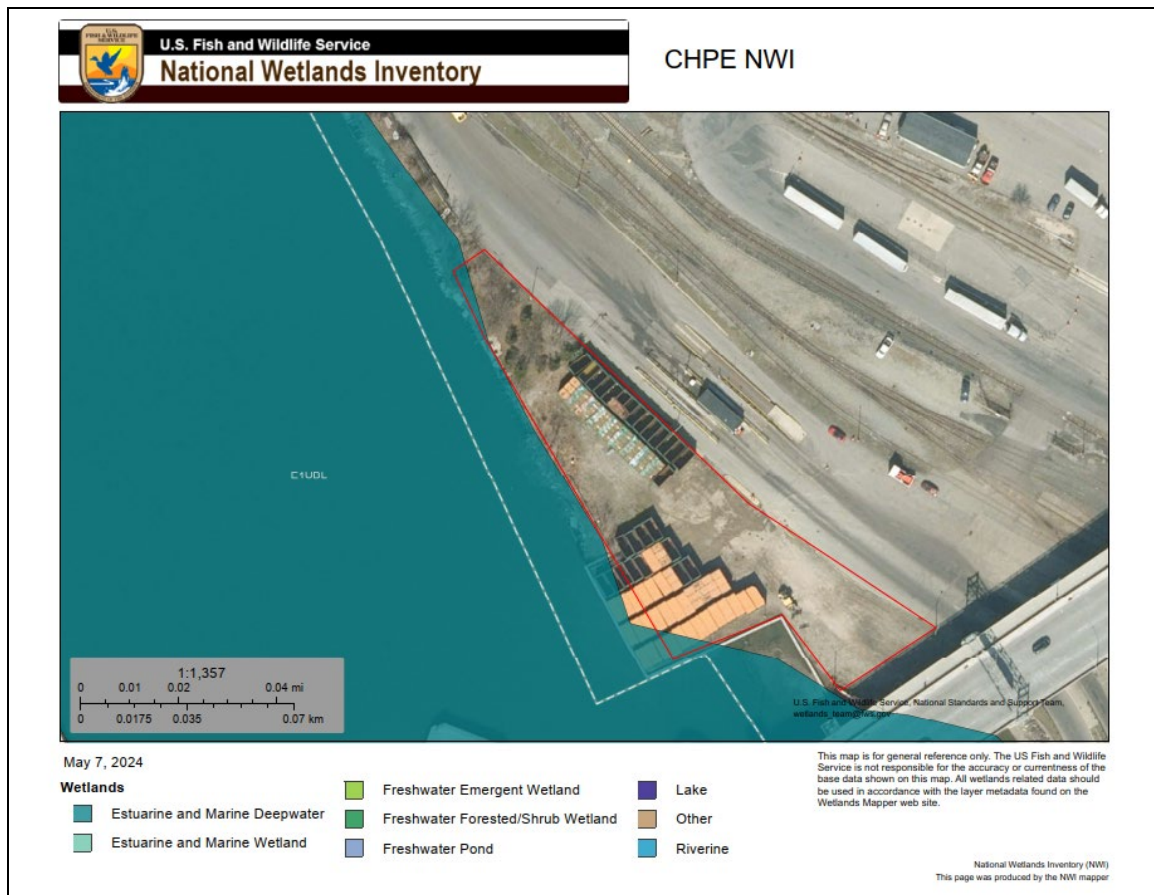 U.S.
FISH & WILDLIFE
SERVICE
U.S. Fish and Wildlife Service
National Wetlands Inventory
CHPE NWI
C1UDL
1:1,357
0 0.01 0.02 0.04 mi
0 0.0175 0.035 0.07 km
U.S. Fish and Wildlife Service, National Standards and Support Team,
wetlands_team@fws.gov
May 7, 2024
Wetlands
Estuarine and Marine Deepwater
Estuarine and Marine Wetland
Freshwater Emergent Wetland
Freshwater Forested/Shrub Wetland
Freshwater Pond
Lake
Other
Riverine
This map is for general reference only. The US Fish and Wildlife
Service is not responsible for the accuracy or currentness of the
base data shown on this map. All wetlands related data should
be used in accordance with the layer metadata found on the
Wetlands Mapper web site.
National Wetlands Inventory (NWI)
This page was produced by the NWI mapper